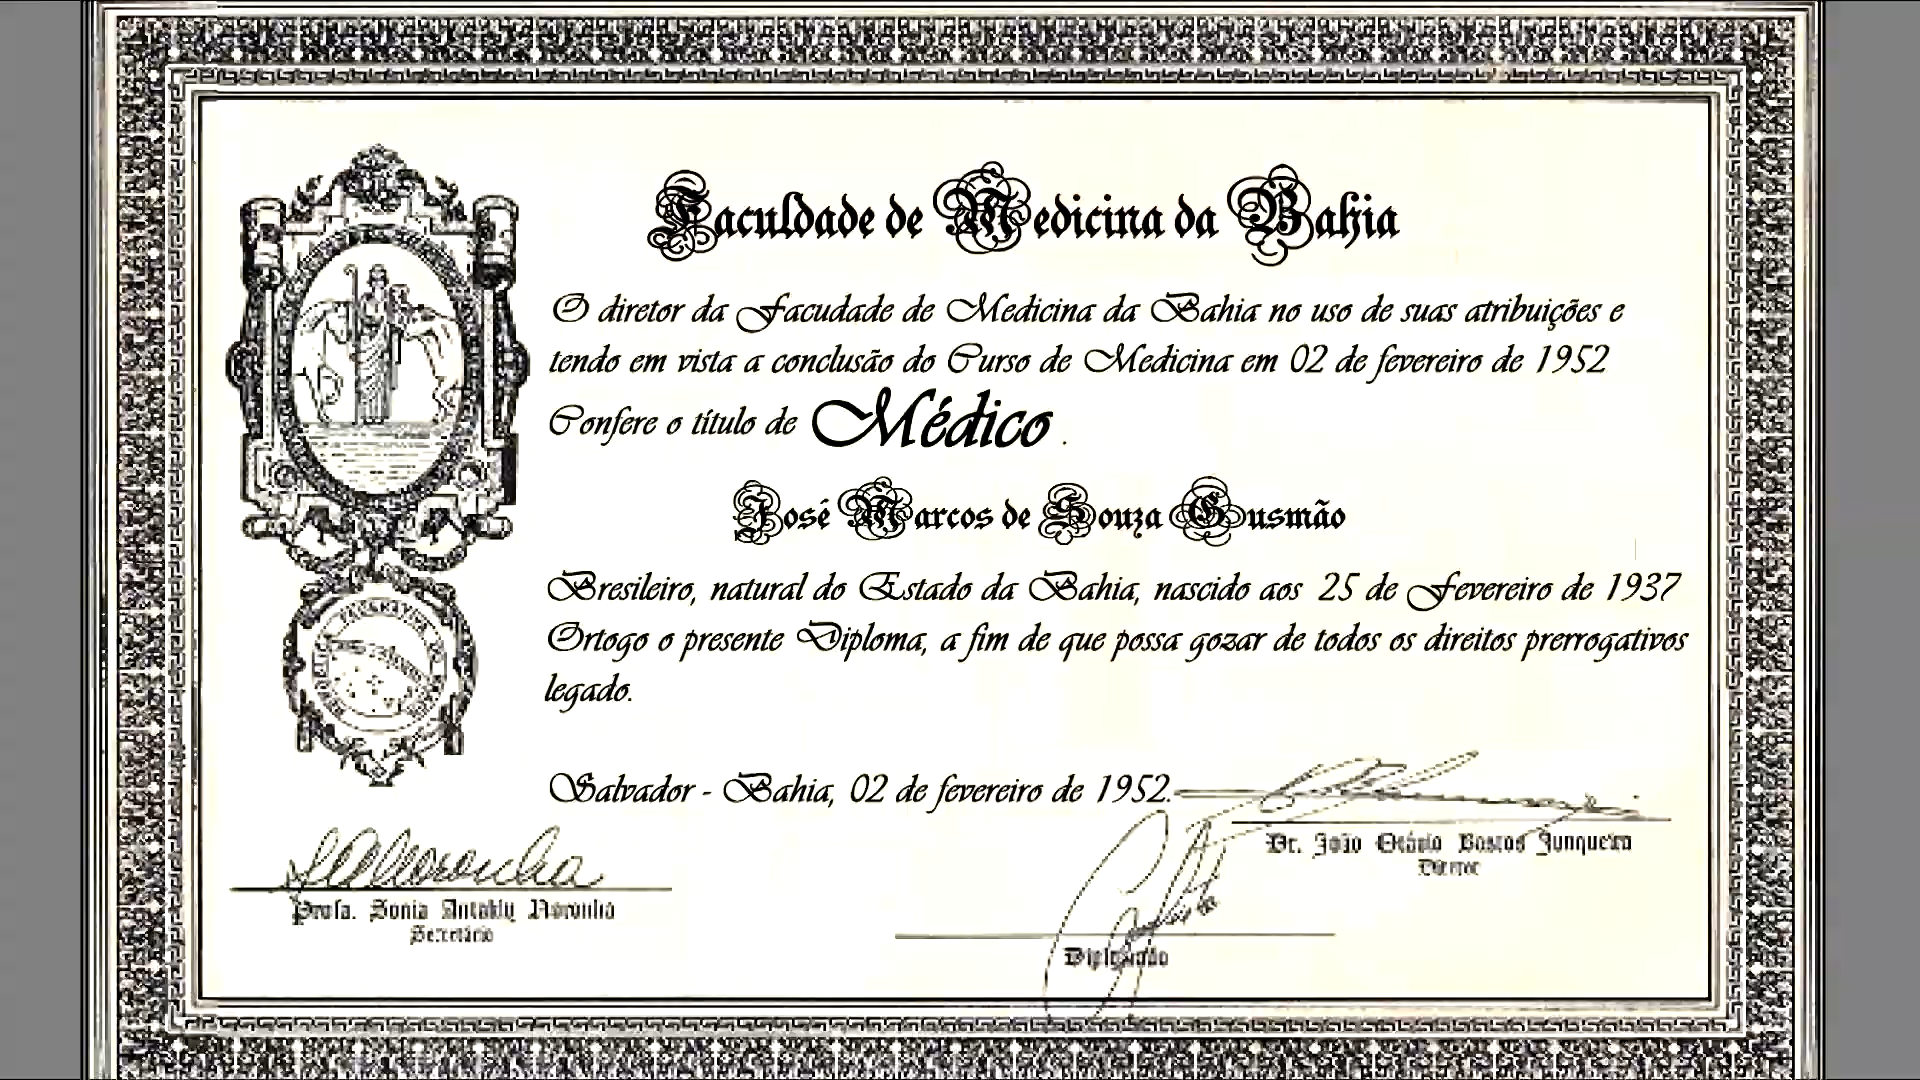 Faculdade de Medicina da Bahia
O diretor da Facudade de Medicina da Bahia no uso de suas atribuições e
tendo em vista a conclusão do Curso de Medicina em 02 de fevereiro de 1952
Confere o título de Médico .
José Marcos de Souza Gusmão
Bresileiro, natural do Estado da Bahia, nascido aos 25 de Fevereiro de 1937
Ortogo o presente Diploma, a fim de que possa gozar de todos os direitos prerrogativos
legado.
Salvador - Bahia, 02 de fevereiro de 1952.
Dr. João Otávio Bastos Junqueira
Diretor
Profa. Sonia Antakly Noronha
Secretário
Diplomado